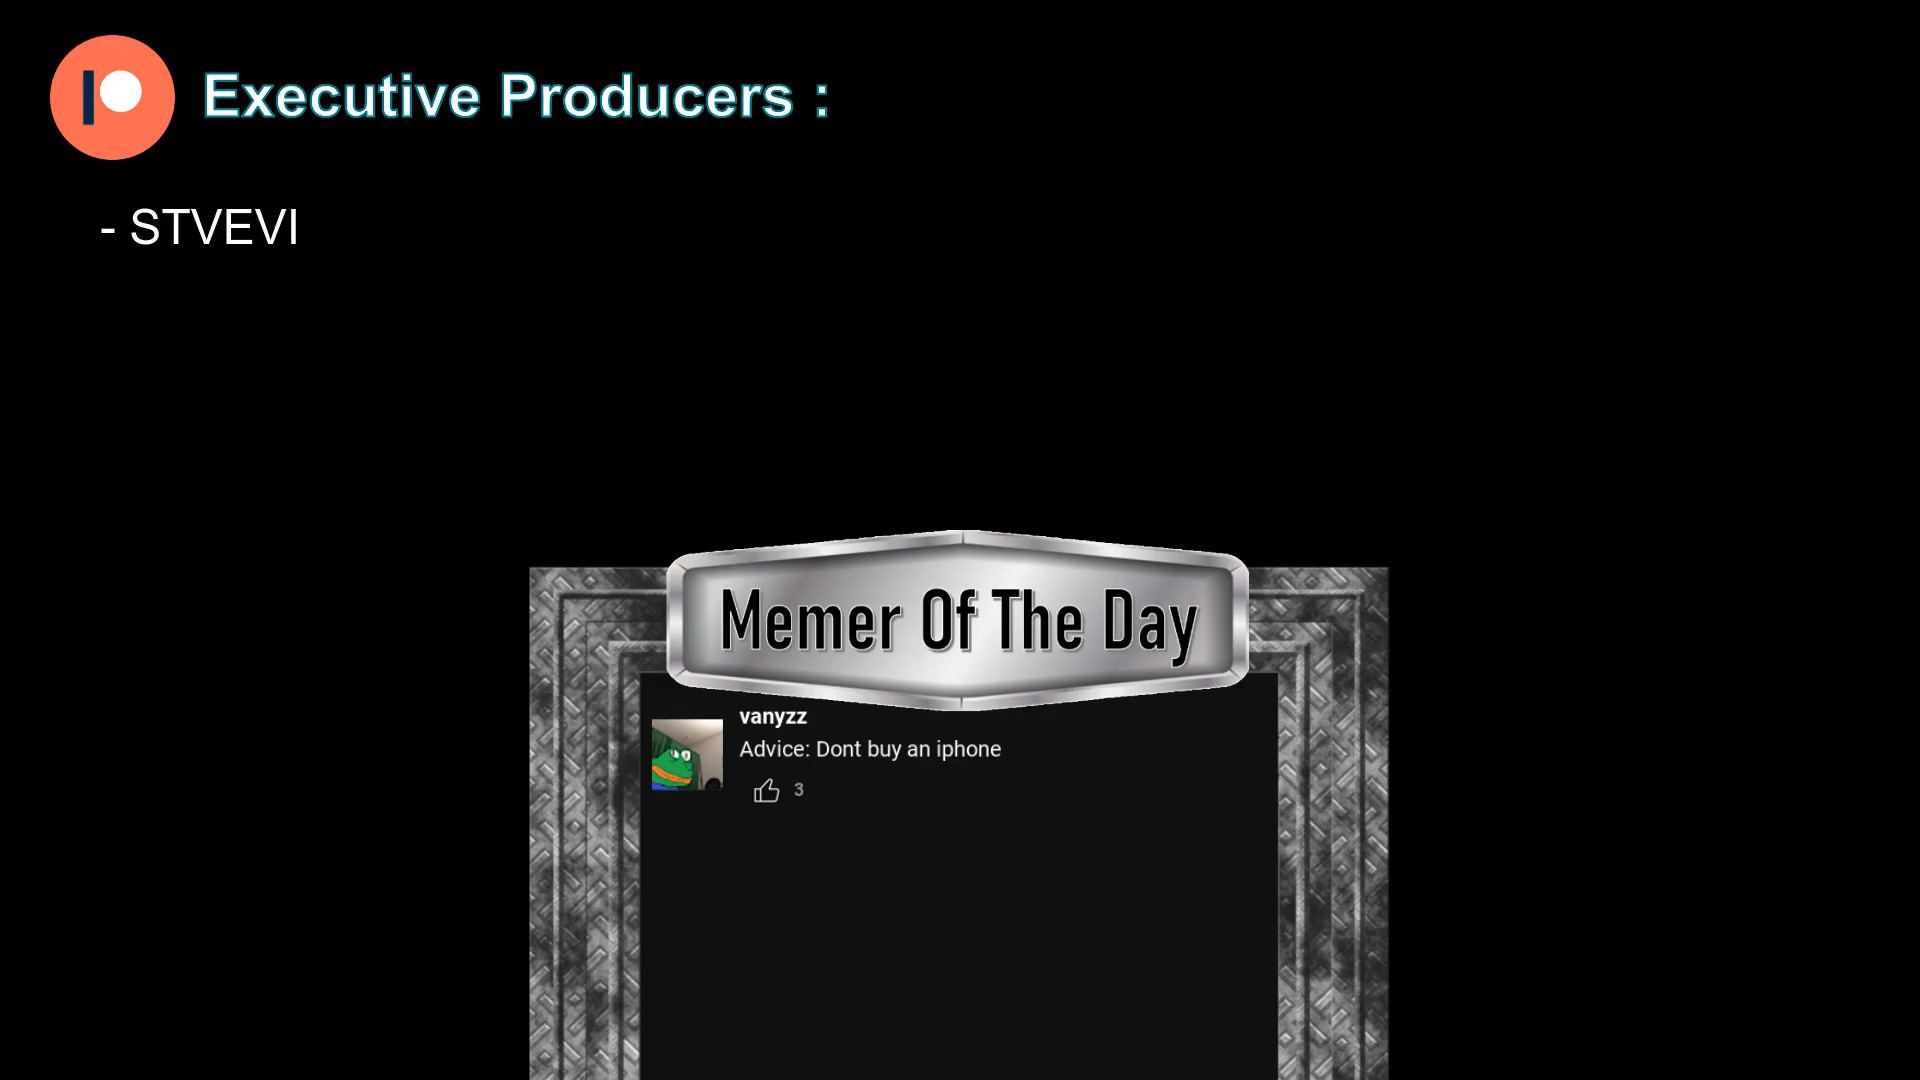 Executive Producers :
- STVEVI
Memer Of The Day
vanyzz
Advice: Dont buy an iphone
3